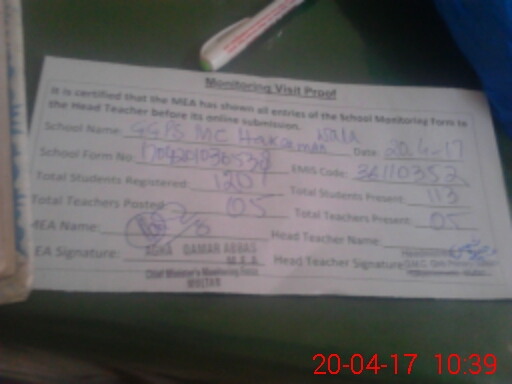 Monitoring Visit Proof
It is certified that the MEA has shown all entries of the School Monitoring Form to
the Head Teacher before its online submission.
School Name: GGPS MC Hakeeman wala Date: 20.4-17
School Form No EMIS Code: 36110352
Total Students Registered: 120 Total Students Present: 113
Total Teachers Posted 05 Total Teachers Present: 05
MEA Name: Head Teacher Name:
EA Signature: AGHA QAMAR ABBAS Head Teacher Signature
M.E.A
Chief Minister's Monitoring Force
MULTAN
20-04-17 10:39